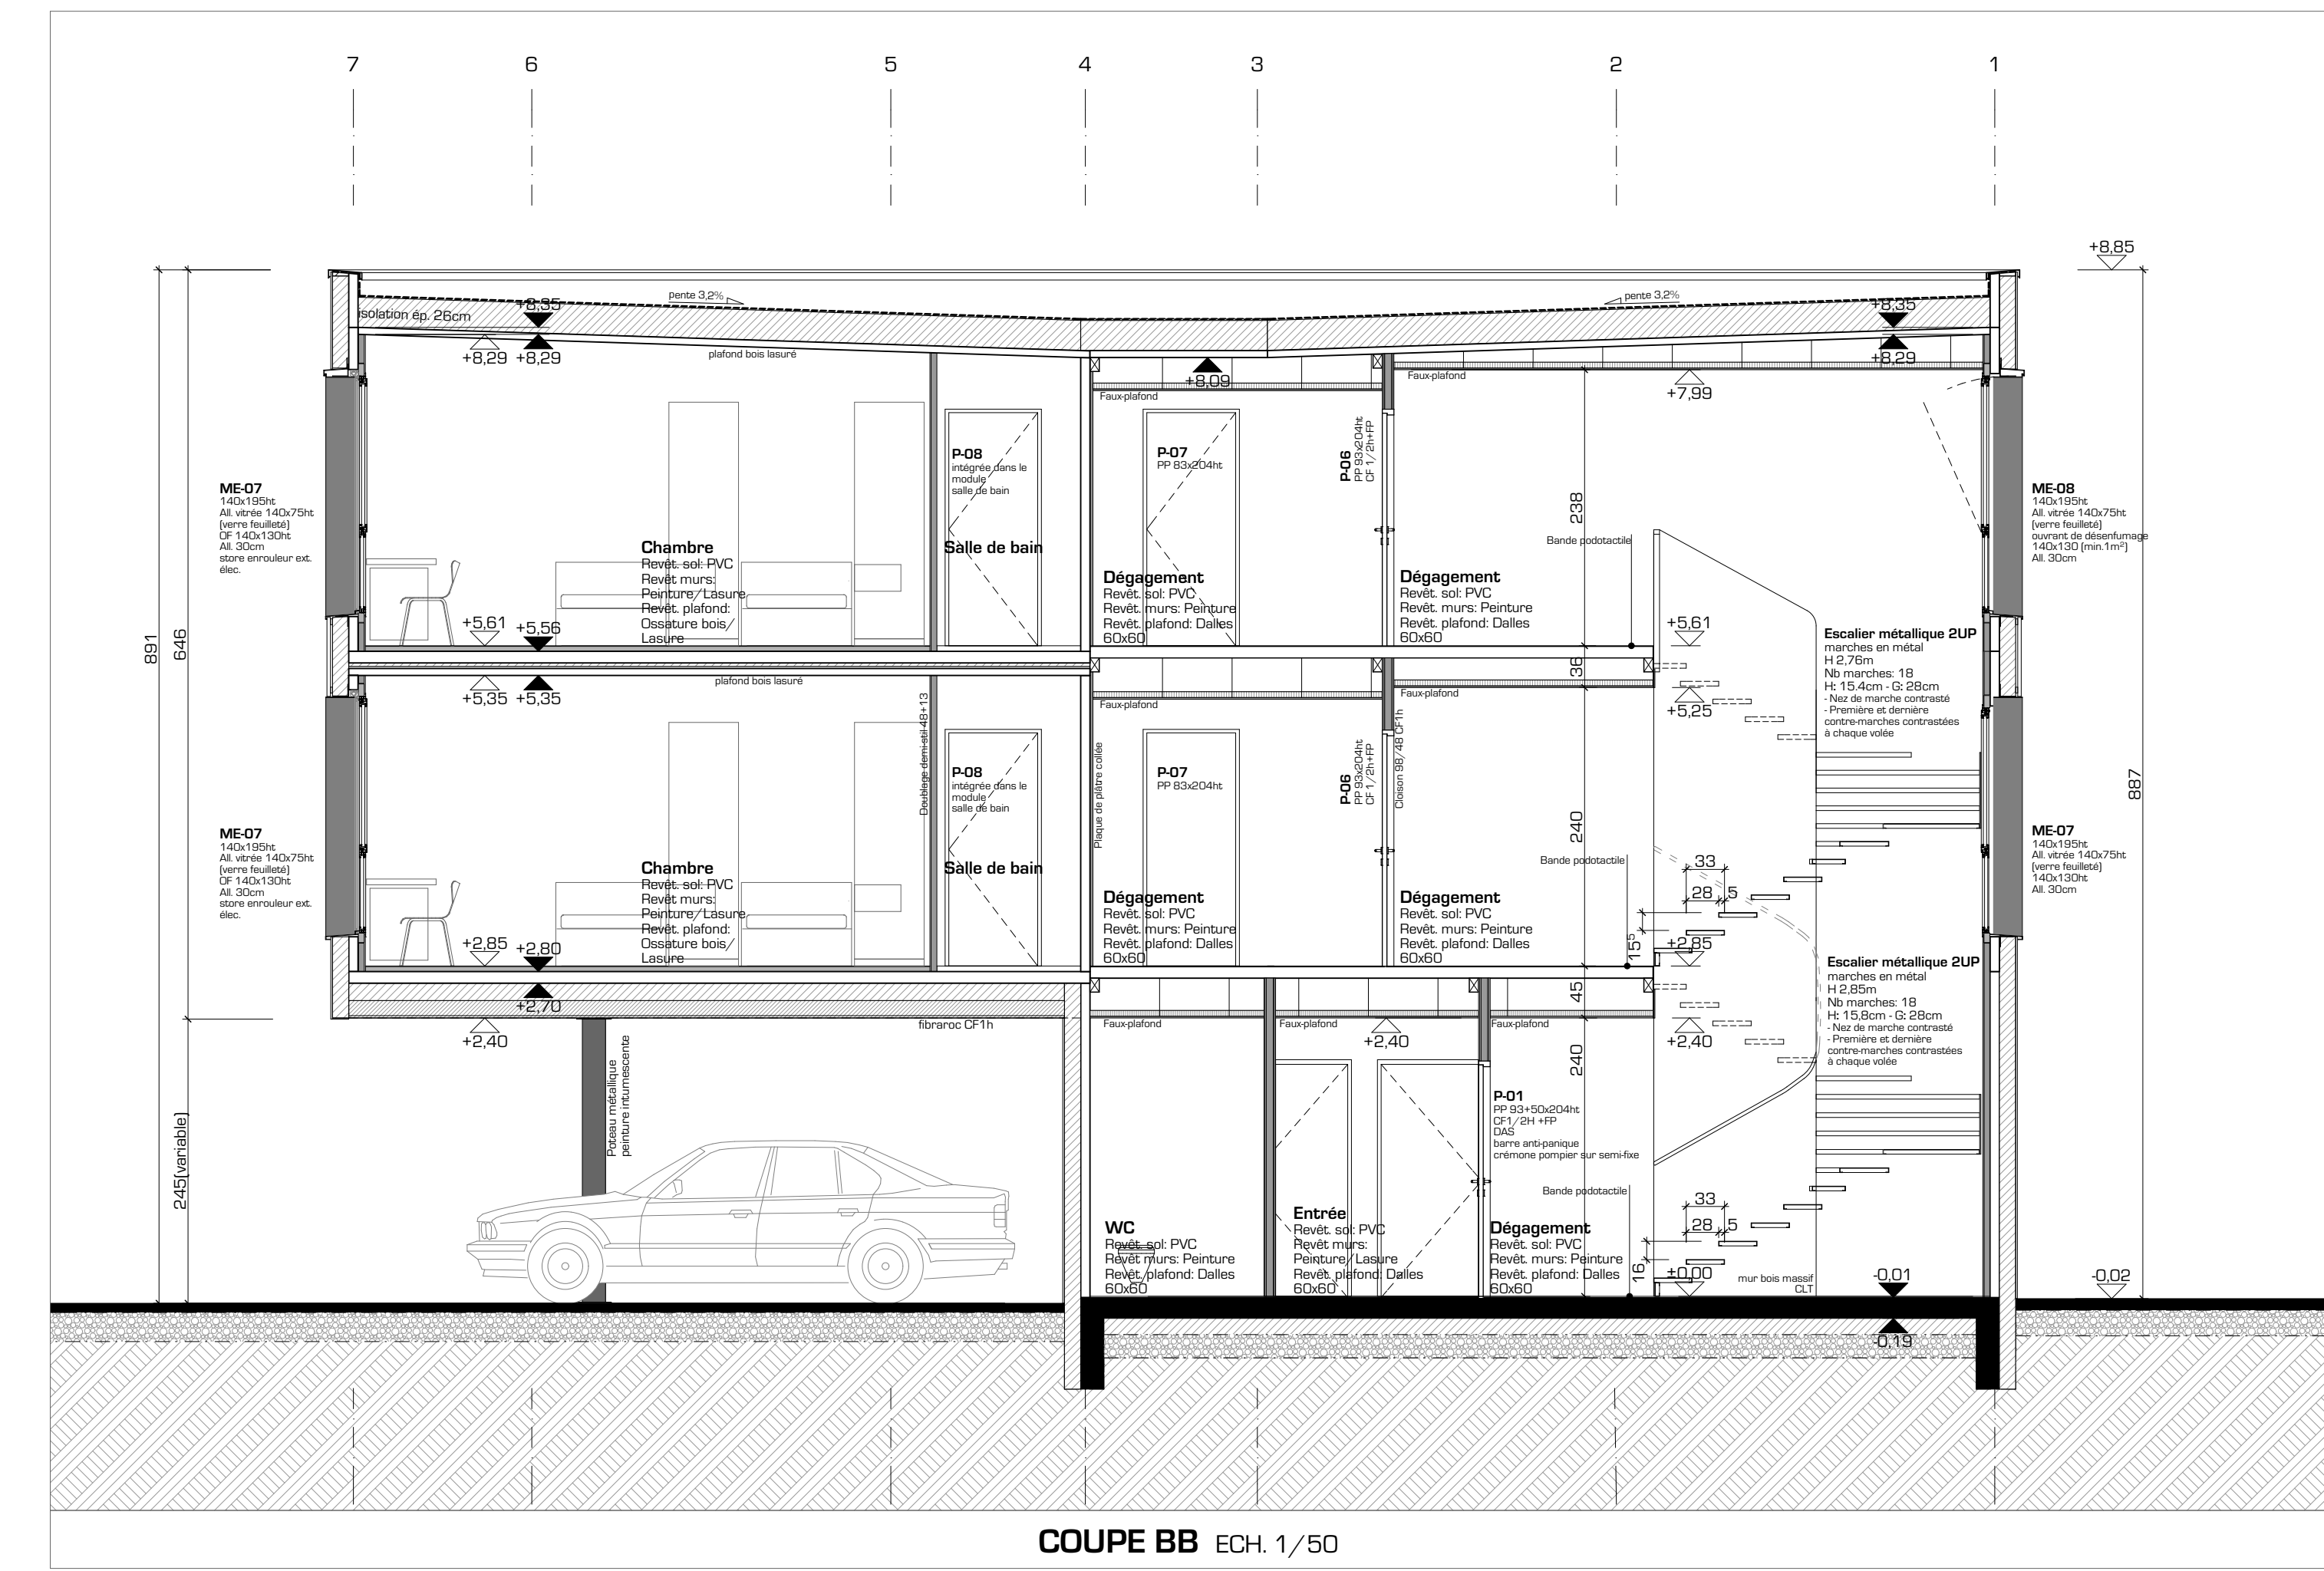 7
6
5
4
3
2
1
+8,85
pente 3,2%
pente 3,2%
+8,35
+8,35
isolation ép. 26cm
+8,29
+8,29
plafond bois lasuré
+8,09
+8,29
Faux-plafond
Faux-plafond
+7,99
ME-07
140x195ht
All. vitrée 140x75ht
(verre feuilleté)
OF 140x130ht
All. 30cm
store enrouleur ext.
élec.
P-08
intégrée dans le
module
salle de bain
P-07
PP 83x204ht
P-06
PP 93x204ht
CF 1/2h+FP
238
Bande podotactile
ME-08
140x195ht
All. vitrée 140x75ht
(verre feuilleté)
ouvrant de désenfumage
140x130 (min.1m²)
All. 30cm
Chambre
Revêt. sol: PVC
Revêt murs:
Peinture/Lasure
Revêt. plafond:
Ossature bois/
Lasure
Salle de bain
Dégagement
Revêt. sol: PVC
Revêt. murs: Peinture
Revêt. plafond: Dalles
60x60
Dégagement
Revêt. sol: PVC
Revêt. murs: Peinture
Revêt. plafond: Dalles
60x60
891
646
+5,61
+5,56
+5,61
36
Escalier métallique 2UP
marches en métal
H 2,76m
Nb marches: 18
H: 15.4cm - G: 28cm
- Nez de marche contrasté
- Première et dernière
contre-marches contrastées
à chaque volée
+5,35
+5,35
plafond bois lasuré
Faux-plafond
Faux-plafond
+5,25
Doublage demi-stil 48+13
Plaque de plâtre collée
Cloison 98/48 CF1h
887
ME-07
140x195ht
All. vitrée 140x75ht
(verre feuilleté)
OF 140x130ht
All. 30cm
store enrouleur ext.
élec.
P-08
intégrée dans le
module
salle de bain
P-07
PP 83x204ht
P-06
PP 93x204ht
CF 1/2h+FP
240
Bande podotactile
33
28
5
15⁵
ME-07
140x195ht
All. vitrée 140x75ht
(verre feuilleté)
140x130ht
All. 30cm
Chambre
Revêt. sol: PVC
Revêt murs:
Peinture/Lasure
Revêt. plafond:
Ossature bois/
Lasure
Salle de bain
Dégagement
Revêt. sol: PVC
Revêt. murs: Peinture
Revêt. plafond: Dalles
60x60
Dégagement
Revêt. sol: PVC
Revêt. murs: Peinture
Revêt. plafond: Dalles
60x60
+2,85
+2,80
+2,85
45
Escalier métallique 2UP
marches en métal
H 2,85m
Nb marches: 18
H: 15,8cm - G: 28cm
- Nez de marche contrasté
- Première et dernière
contre-marches contrastées
à chaque volée
+2,70
fibraroc CF1h
Faux-plafond
Faux-plafond
Faux-plafond
+2,40
+2,40
+2,40
240
245(variable)
Poteau métallique
peinture intumescente
P-01
PP 93+50x204ht
CF1/2H +FP
DAS
barre anti-panique
crémone pompier sur semi-fixe
Bande podotactile
33
28
5
16
WC
Revêt. sol: PVC
Revêt murs: Peinture
Revêt. plafond: Dalles
60x60
Entrée
Revêt. sol: PVC
Revêt murs:
Peinture/Lasure
Revêt. plafond: Dalles
60x60
Dégagement
Revêt. sol: PVC
Revêt. murs: Peinture
Revêt. plafond: Dalles
60x60
±0,00
mur bois massif
CLT
-0,01
-0,02
-0,19
COUPE BB ECH. 1/50